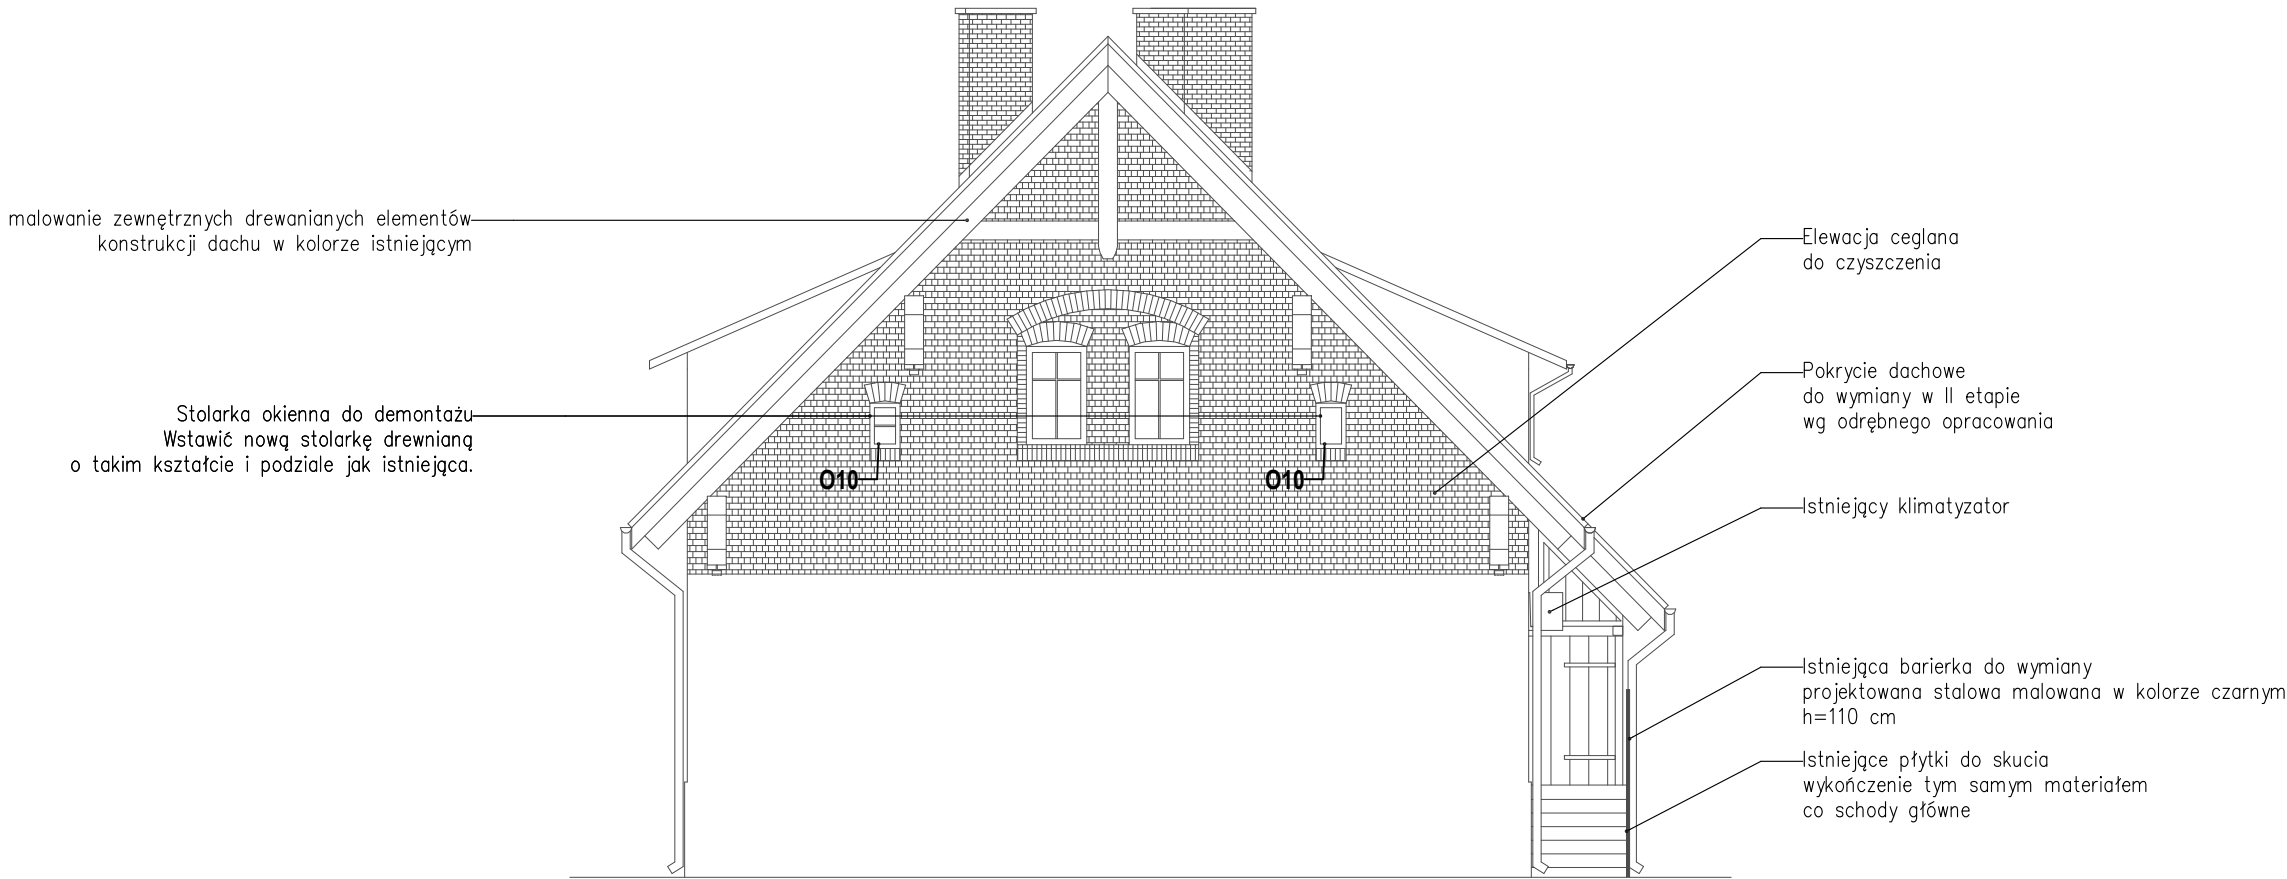 malowanie zewnętrznych drewanianych elementów
konstrukcji dachu w kolorze istniejącym
Stolarka okienna do demontażu
Wstawić nową stolarkę drewnianą
o takim kształcie i podziale jak istniejąca.
O10
O10
Elewacja ceglana
do czyszczenia
Pokrycie dachowe
do wymiany w II etapie
wg odrębnego opracowania
Istniejący klimatyzator
Istniejąca barierka do wymiany
projektowana stalowa malowana w kolorze czarnym
h=110 cm
Istniejące płytki do skucia
wykończenie tym samym materiałem
co schody główne